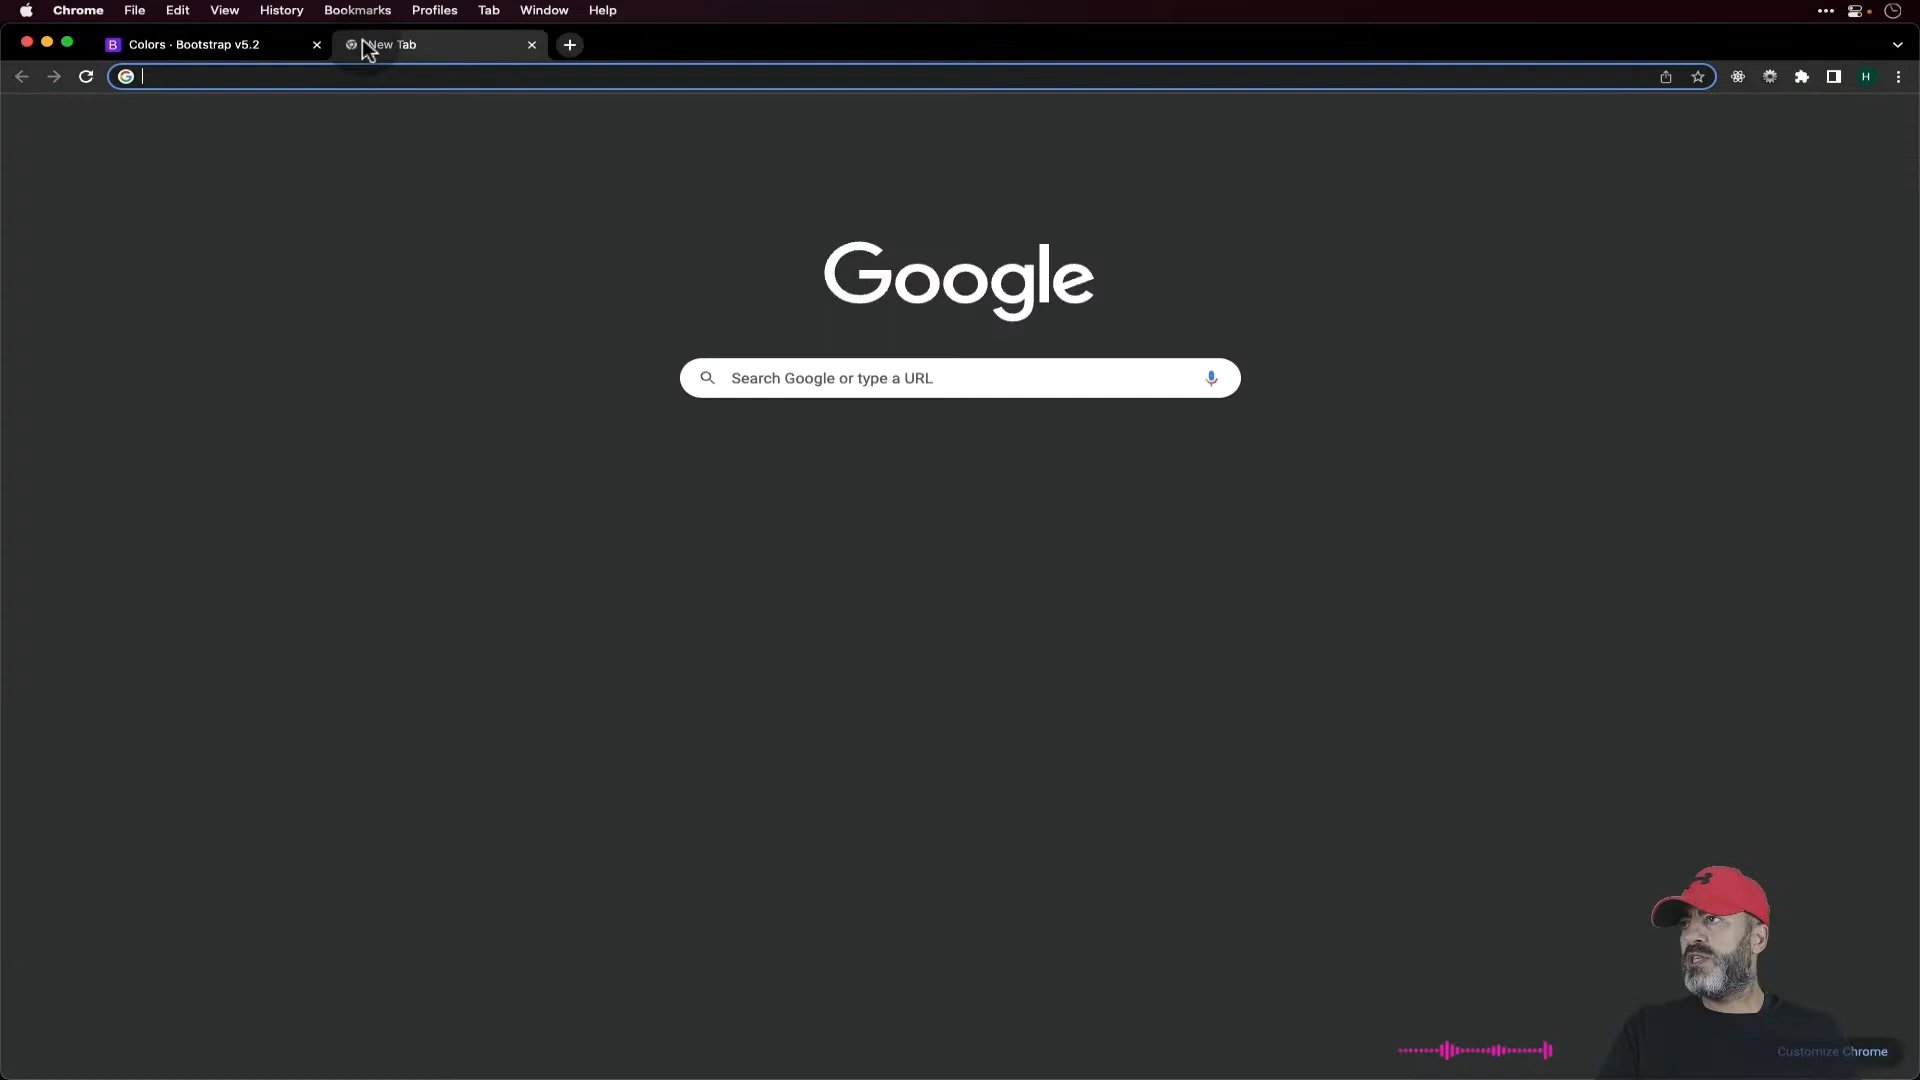 Chrome File Edit View History Bookmarks Profiles Tab Window Help
Colors · Bootstrap v5.2
New Tab
H
Google
Search Google or type a URL
Customize Chrome